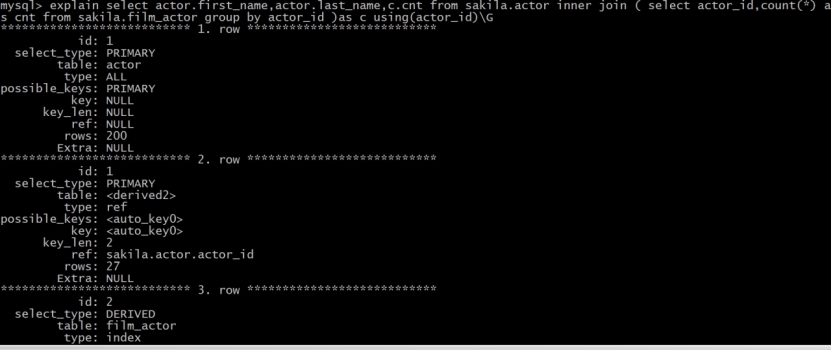 mysql> explain select actor.first_name,actor.last_name,c.cnt from sakila.actor inner join ( select actor_id,count(*) a
s cnt from sakila.film_actor group by actor_id )as c using(actor_id)\G
*************************** 1. row ***************************
id: 1
select_type: PRIMARY
table: actor
type: ALL
possible_keys: PRIMARY
key: NULL
key_len: NULL
ref: NULL
rows: 200
Extra: NULL
*************************** 2. row ***************************
id: 1
select_type: PRIMARY
table: <derived2>
type: ref
possible_keys: <auto_key0>
key: <auto_key0>
key_len: 2
ref: sakila.actor.actor_id
rows: 27
Extra: NULL
*************************** 3. row ***************************
id: 2
select_type: DERIVED
table: film_actor
type: index